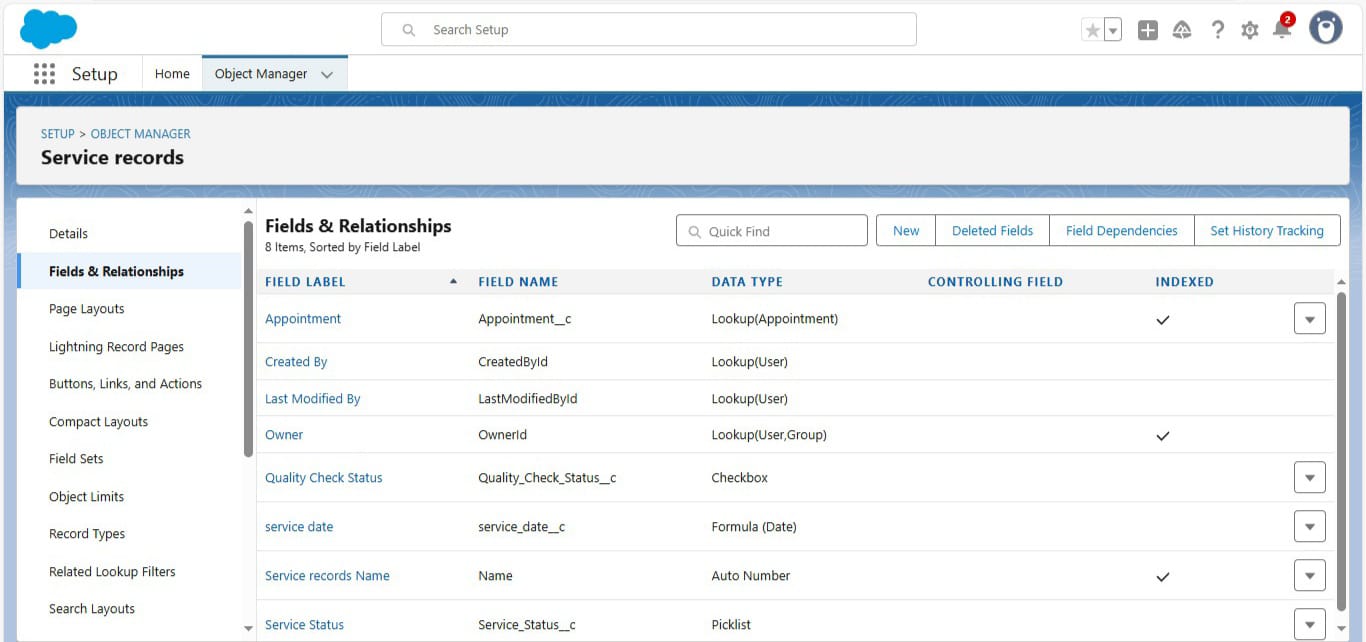 Search Setup
2
Setup Home Object Manager
SETUP > OBJECT MANAGER
Service records
Details
Fields & Relationships
Page Layouts
Lightning Record Pages
Buttons, Links, and Actions
Compact Layouts
Field Sets
Object Limits
Record Types
Related Lookup Filters
Search Layouts
Fields & Relationships
8 Items, Sorted by Field Label
Quick Find New Deleted Fields Field Dependencies Set History Tracking
FIELD LABEL FIELD NAME DATA TYPE CONTROLLING FIELD INDEXED
Appointment Appointment__c Lookup(Appointment)
Created By CreatedById Lookup(User)
Last Modified By LastModifiedById Lookup(User)
Owner OwnerId Lookup(User,Group)
Quality Check Status Quality_Check_Status__c Checkbox
service date service_date__c Formula (Date)
Service records Name Name Auto Number
Service Status Service_Status__c Picklist